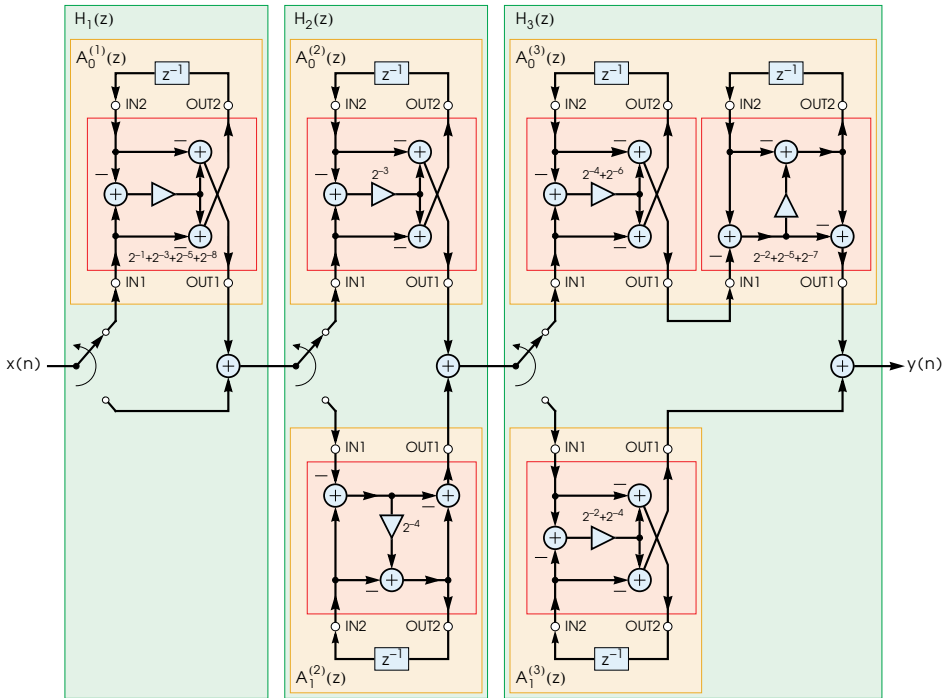 H₁(z) H₂(z) H₃(z)
A₀⁽¹⁾(z) A₀⁽²⁾(z) A₀⁽³⁾(z)
z⁻¹ z⁻¹ z⁻¹ z⁻¹
IN2 OUT2 IN2 OUT2 IN2 OUT2 IN2 OUT2
− − − − − −
2⁻³ 2⁻⁴+2⁻⁶
− − − − −
+ + + + + + + + + + + +
− − − − −
2⁻¹+2⁻³+2⁻⁵+2⁻⁸ 2⁻²+2⁻⁵+2⁻⁷
IN1 OUT1 IN1 OUT1 IN1 OUT1 IN1 OUT1
x(n) + + + y(n)
IN1 OUT1 IN1 OUT1
− − −
+ + +
2⁻⁴ 2⁻²+2⁻⁴
+
− −
+ +
− −
IN2 OUT2 IN2 OUT2
z⁻¹ z⁻¹
A₁⁽²⁾(z) A₁⁽³⁾(z)